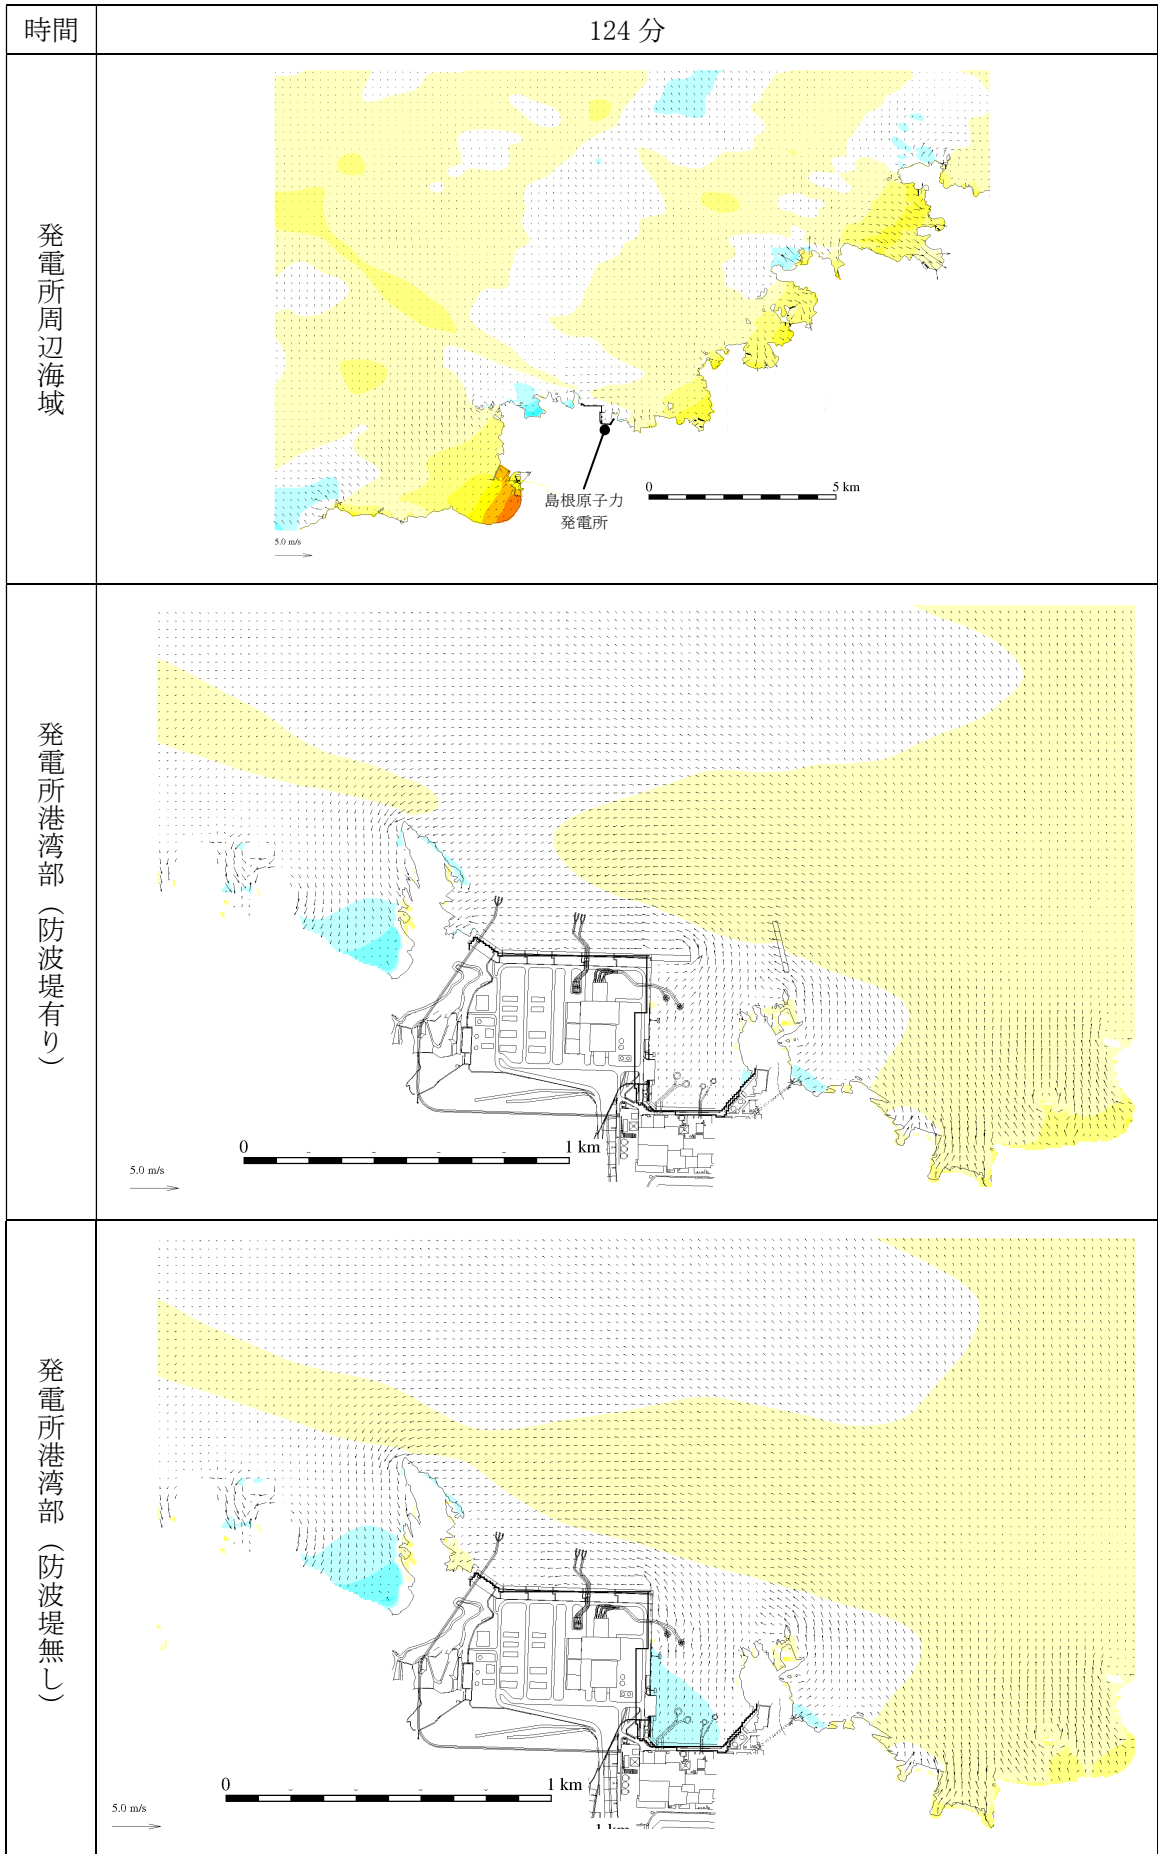 時間
124 分
発電所周辺海域
島根原子力
発電所
0
5 km
5.0 m/s
発電所港湾部（防波堤有り）
0
1 km
5.0 m/s
発電所港湾部（防波堤無し）
0
1 km
5.0 m/s
1 km